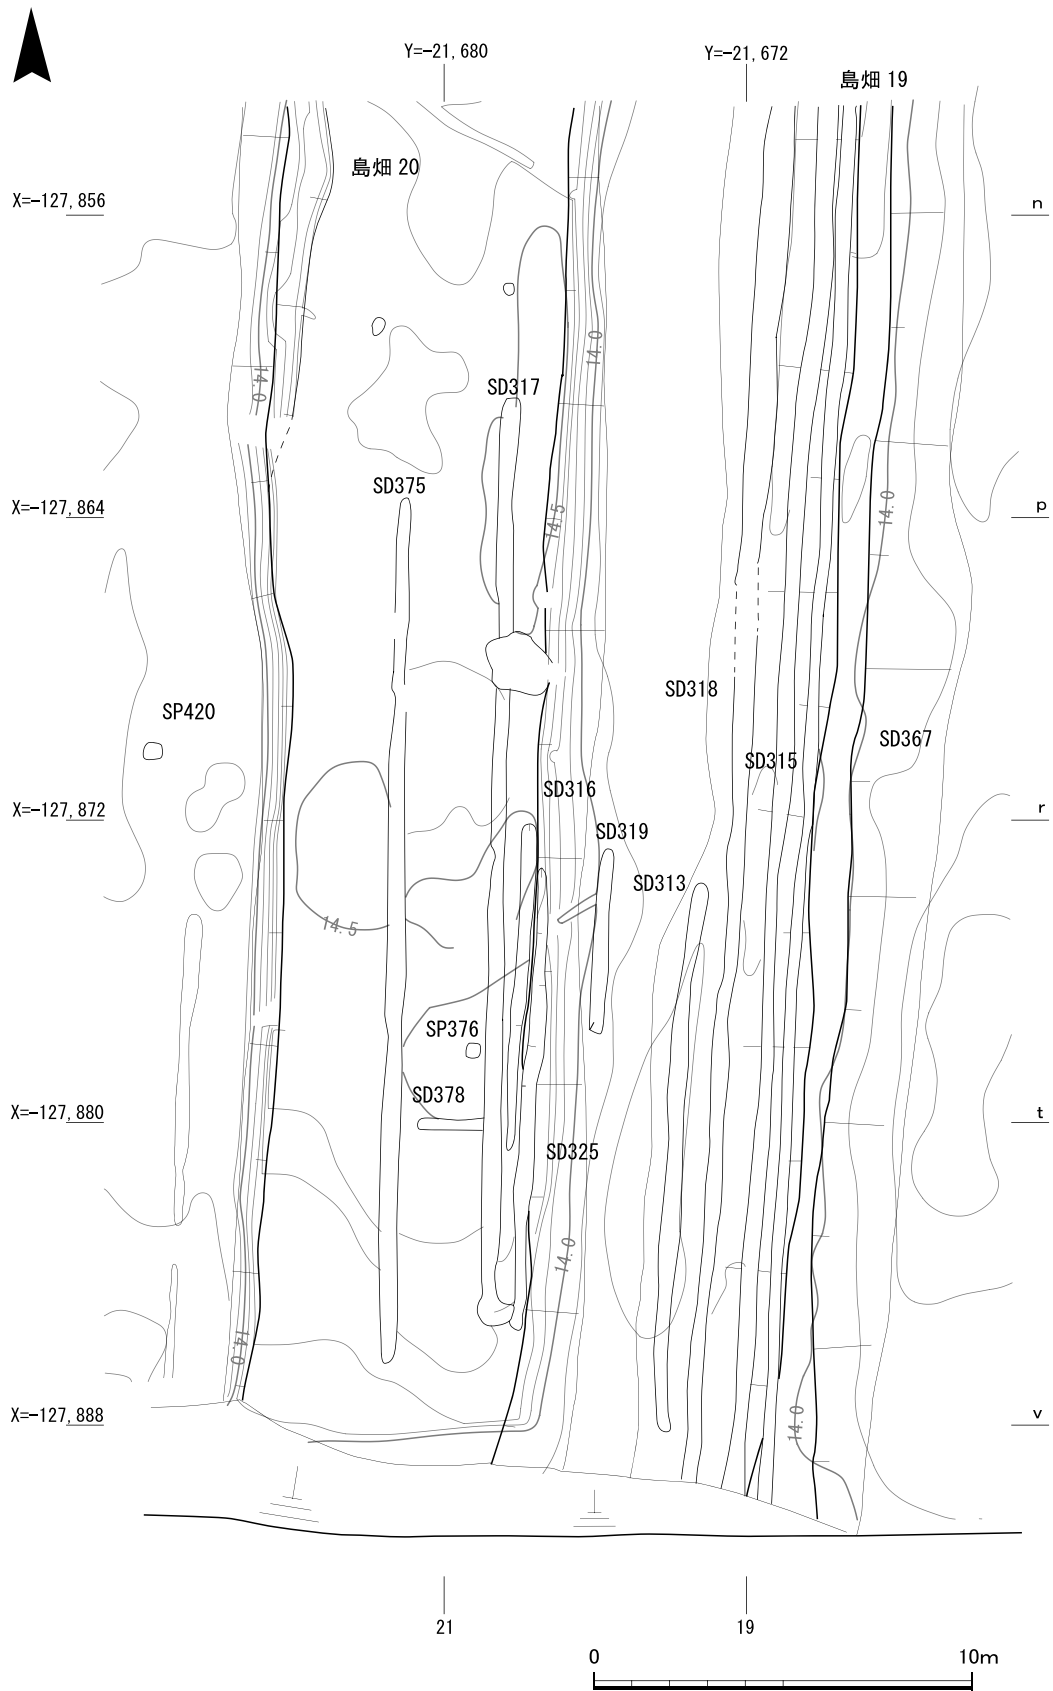 Y=-21,680
Y=-21,672
島畑 19
島畑 20
X=-127,856
n
14.0
14.0
SD317
SD375
X=-127,864
p
14.5
14.0
SD318
SP420
SD367
SD315
SD316
X=-127,872
r
SD319
SD313
14.5
SP376
SD378
X=-127,880
t
SD325
14.0
14.0
14.0
X=-127,888
v
21
19
0
10m